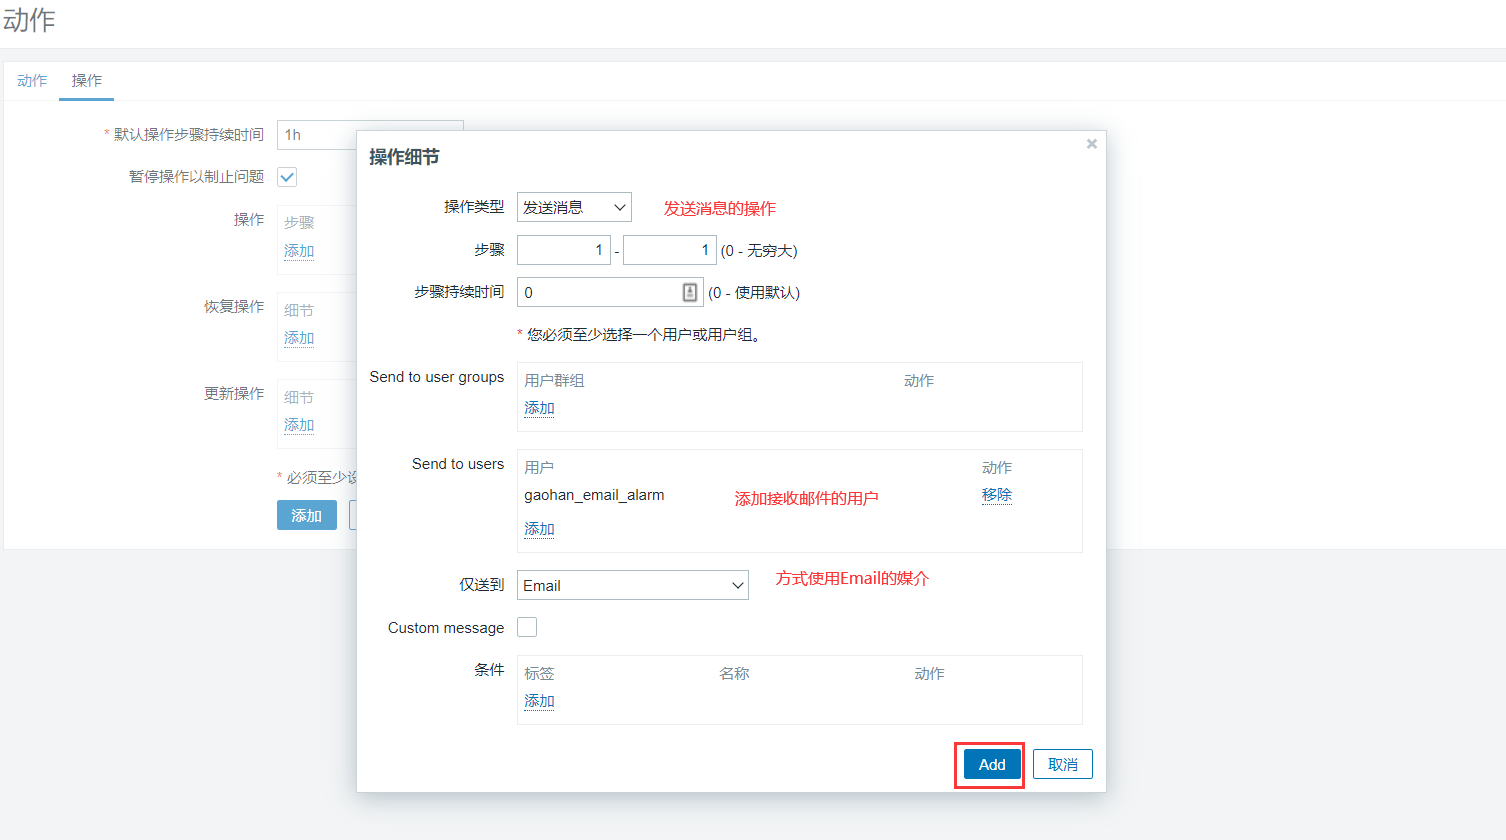 动作
动作 操作
* 默认操作步骤持续时间 1h
暂停操作以制止问题
操作 步骤
添加
恢复操作 细节
添加
更新操作 细节
添加
* 必须至少
添加
操作细节
操作类型 发送消息 发送消息的操作
步骤 1 - 1 (0 - 无穷大)
步骤持续时间 0 (0 - 使用默认)
* 您必须至少选择一个用户或用户组。
Send to user groups 用户群组 动作
添加
Send to users 用户 动作
gaohan_email_alarm 添加接收邮件的用户 移除
添加
仅送到 Email 方式使用Email的媒介
Custom message
条件 标签 名称 动作
添加
Add 取消